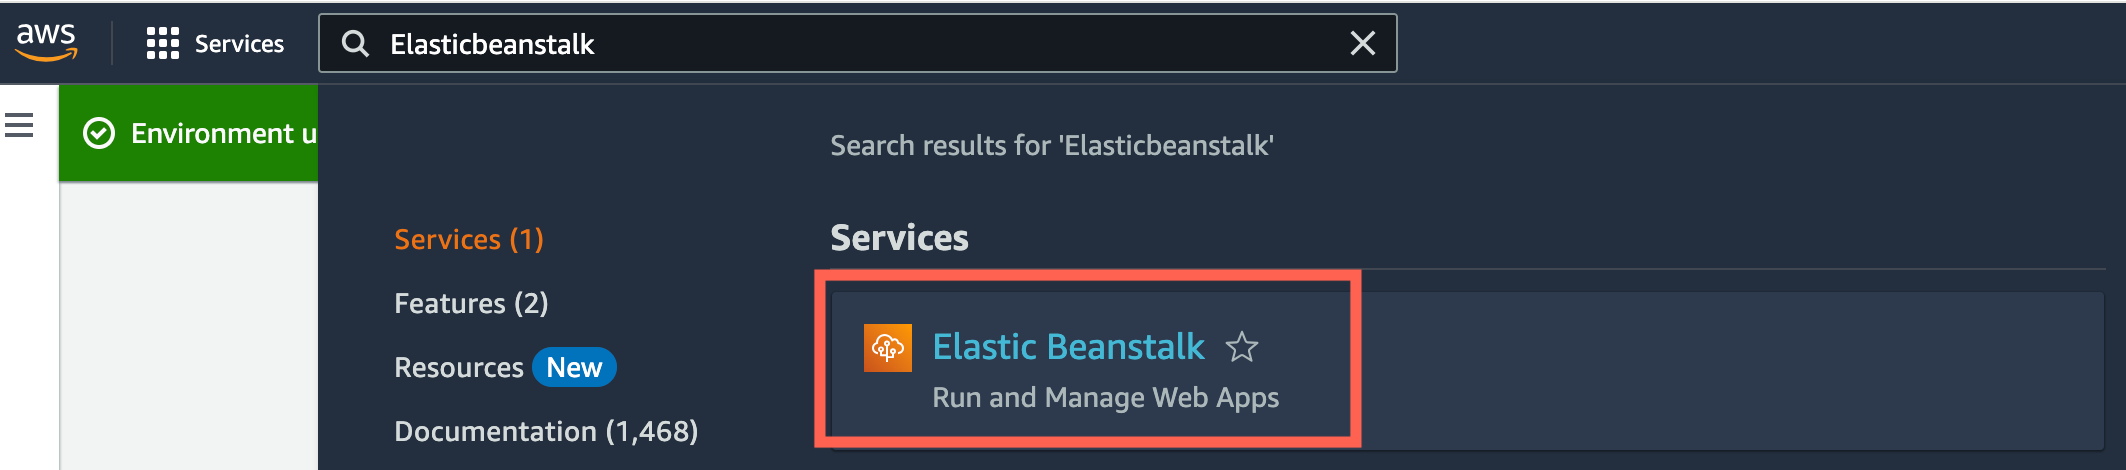 aws
Services
Elasticbeanstalk
Environment u
Search results for 'Elasticbeanstalk'
Services (1)
Features (2)
Resources New
Documentation (1,468)
Services
Elastic Beanstalk
Run and Manage Web Apps